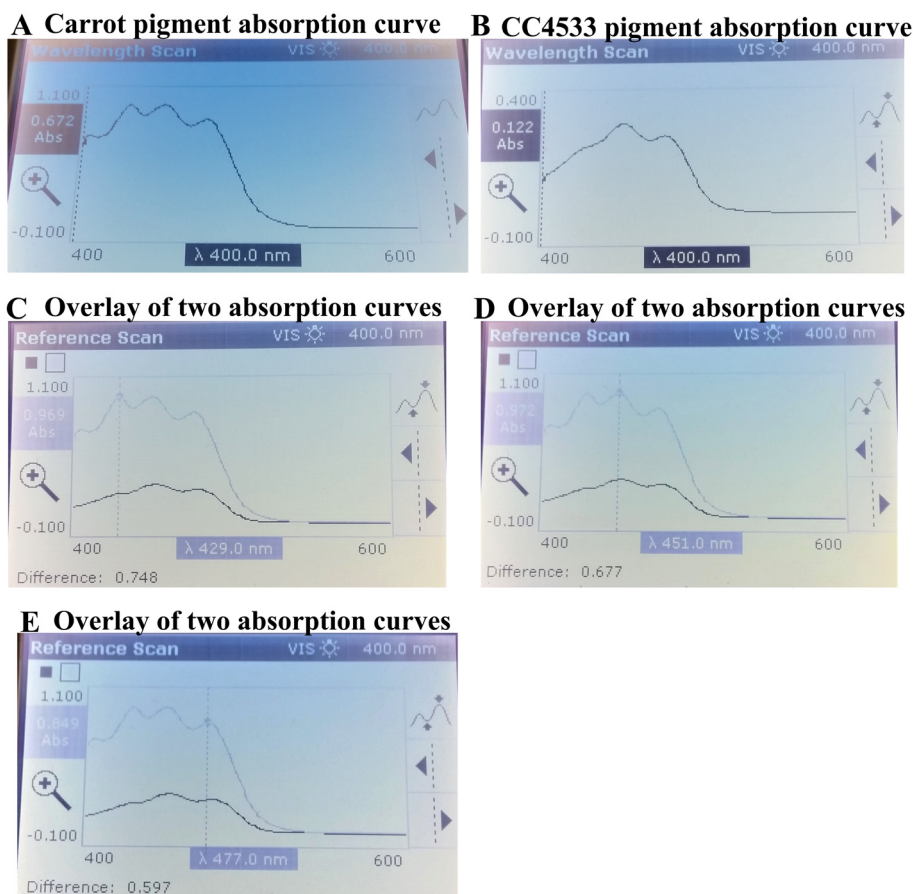 A Carrot pigment absorption curve
Wavelength Scan VIS 400.0 nm
1.100
0.672
Abs
-0.100
400 λ 400.0 nm 600
B CC4533 pigment absorption curve
Wavelength Scan VIS 400.0 nm
0.400
0.122
Abs
-0.100
400 λ 400.0 nm 600
C Overlay of two absorption curves
Reference Scan VIS 400.0 nm
1.100
0.969
Abs
-0.100
400 λ 429.0 nm 600
Difference: 0.748
D Overlay of two absorption curves
Reference Scan VIS 400.0 nm
1.100
0.972
Abs
-0.100
400 λ 451.0 nm 600
Difference: 0.677
E Overlay of two absorption curves
Reference Scan VIS 400.0 nm
1.100
0.849
Abs
-0.100
400 λ 477.0 nm 600
Difference: 0.597